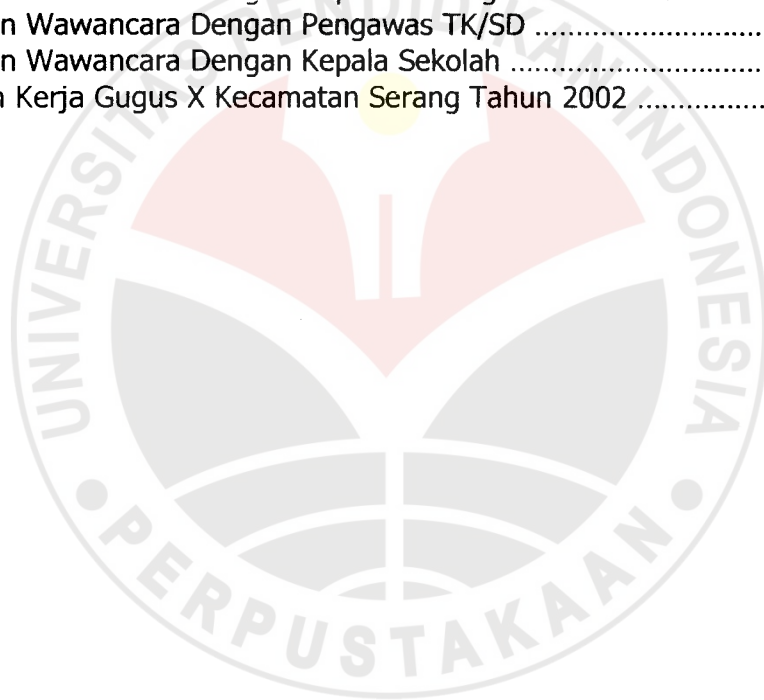 n Wawancara Dengan Pengawas TK/SD ............................
n Wawancara Dengan Kepala Sekolah ...............................
Kerja Gugus X Kecamatan Serang Tahun 2002 ................
UNIVERSITAS PENDIDIKAN INDONESIA
PERPUSTAKAAN